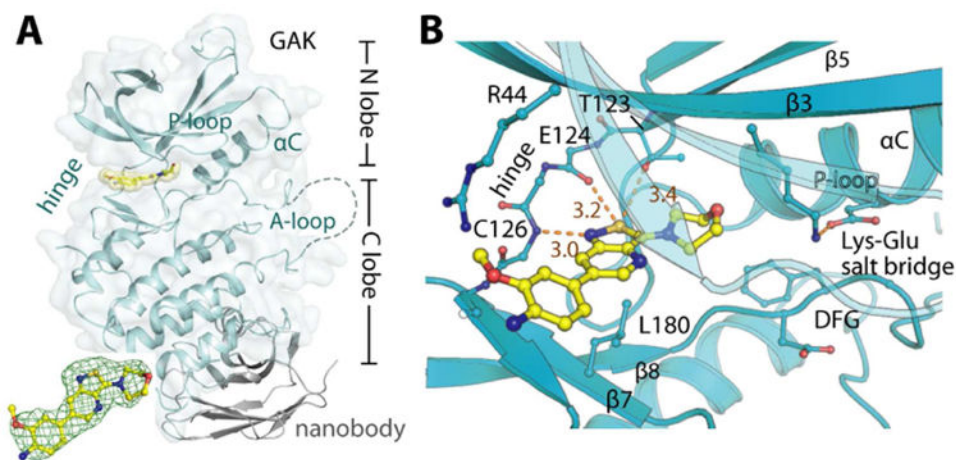 A
GAK
N lobe
P-loop
αC
hinge
A-loop
C lobe
nanobody
B
β5
R44
T123
β3
E124
αC
hinge
P-loop
3.2
3.4
C126
3.0
Lys-Glu
salt bridge
L180
DFG
β8
β7